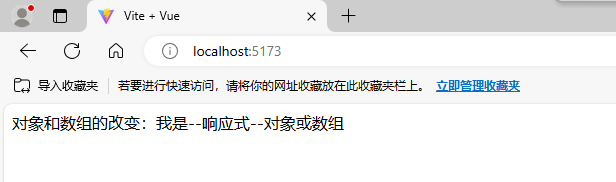 Vite + Vue
localhost:5173
导入收藏夹 | 若要进行快速访问，请将你的网址收藏放在此收藏夹栏上。 立即管理收藏夹
对象和数组的改变：我是--响应式--对象或数组